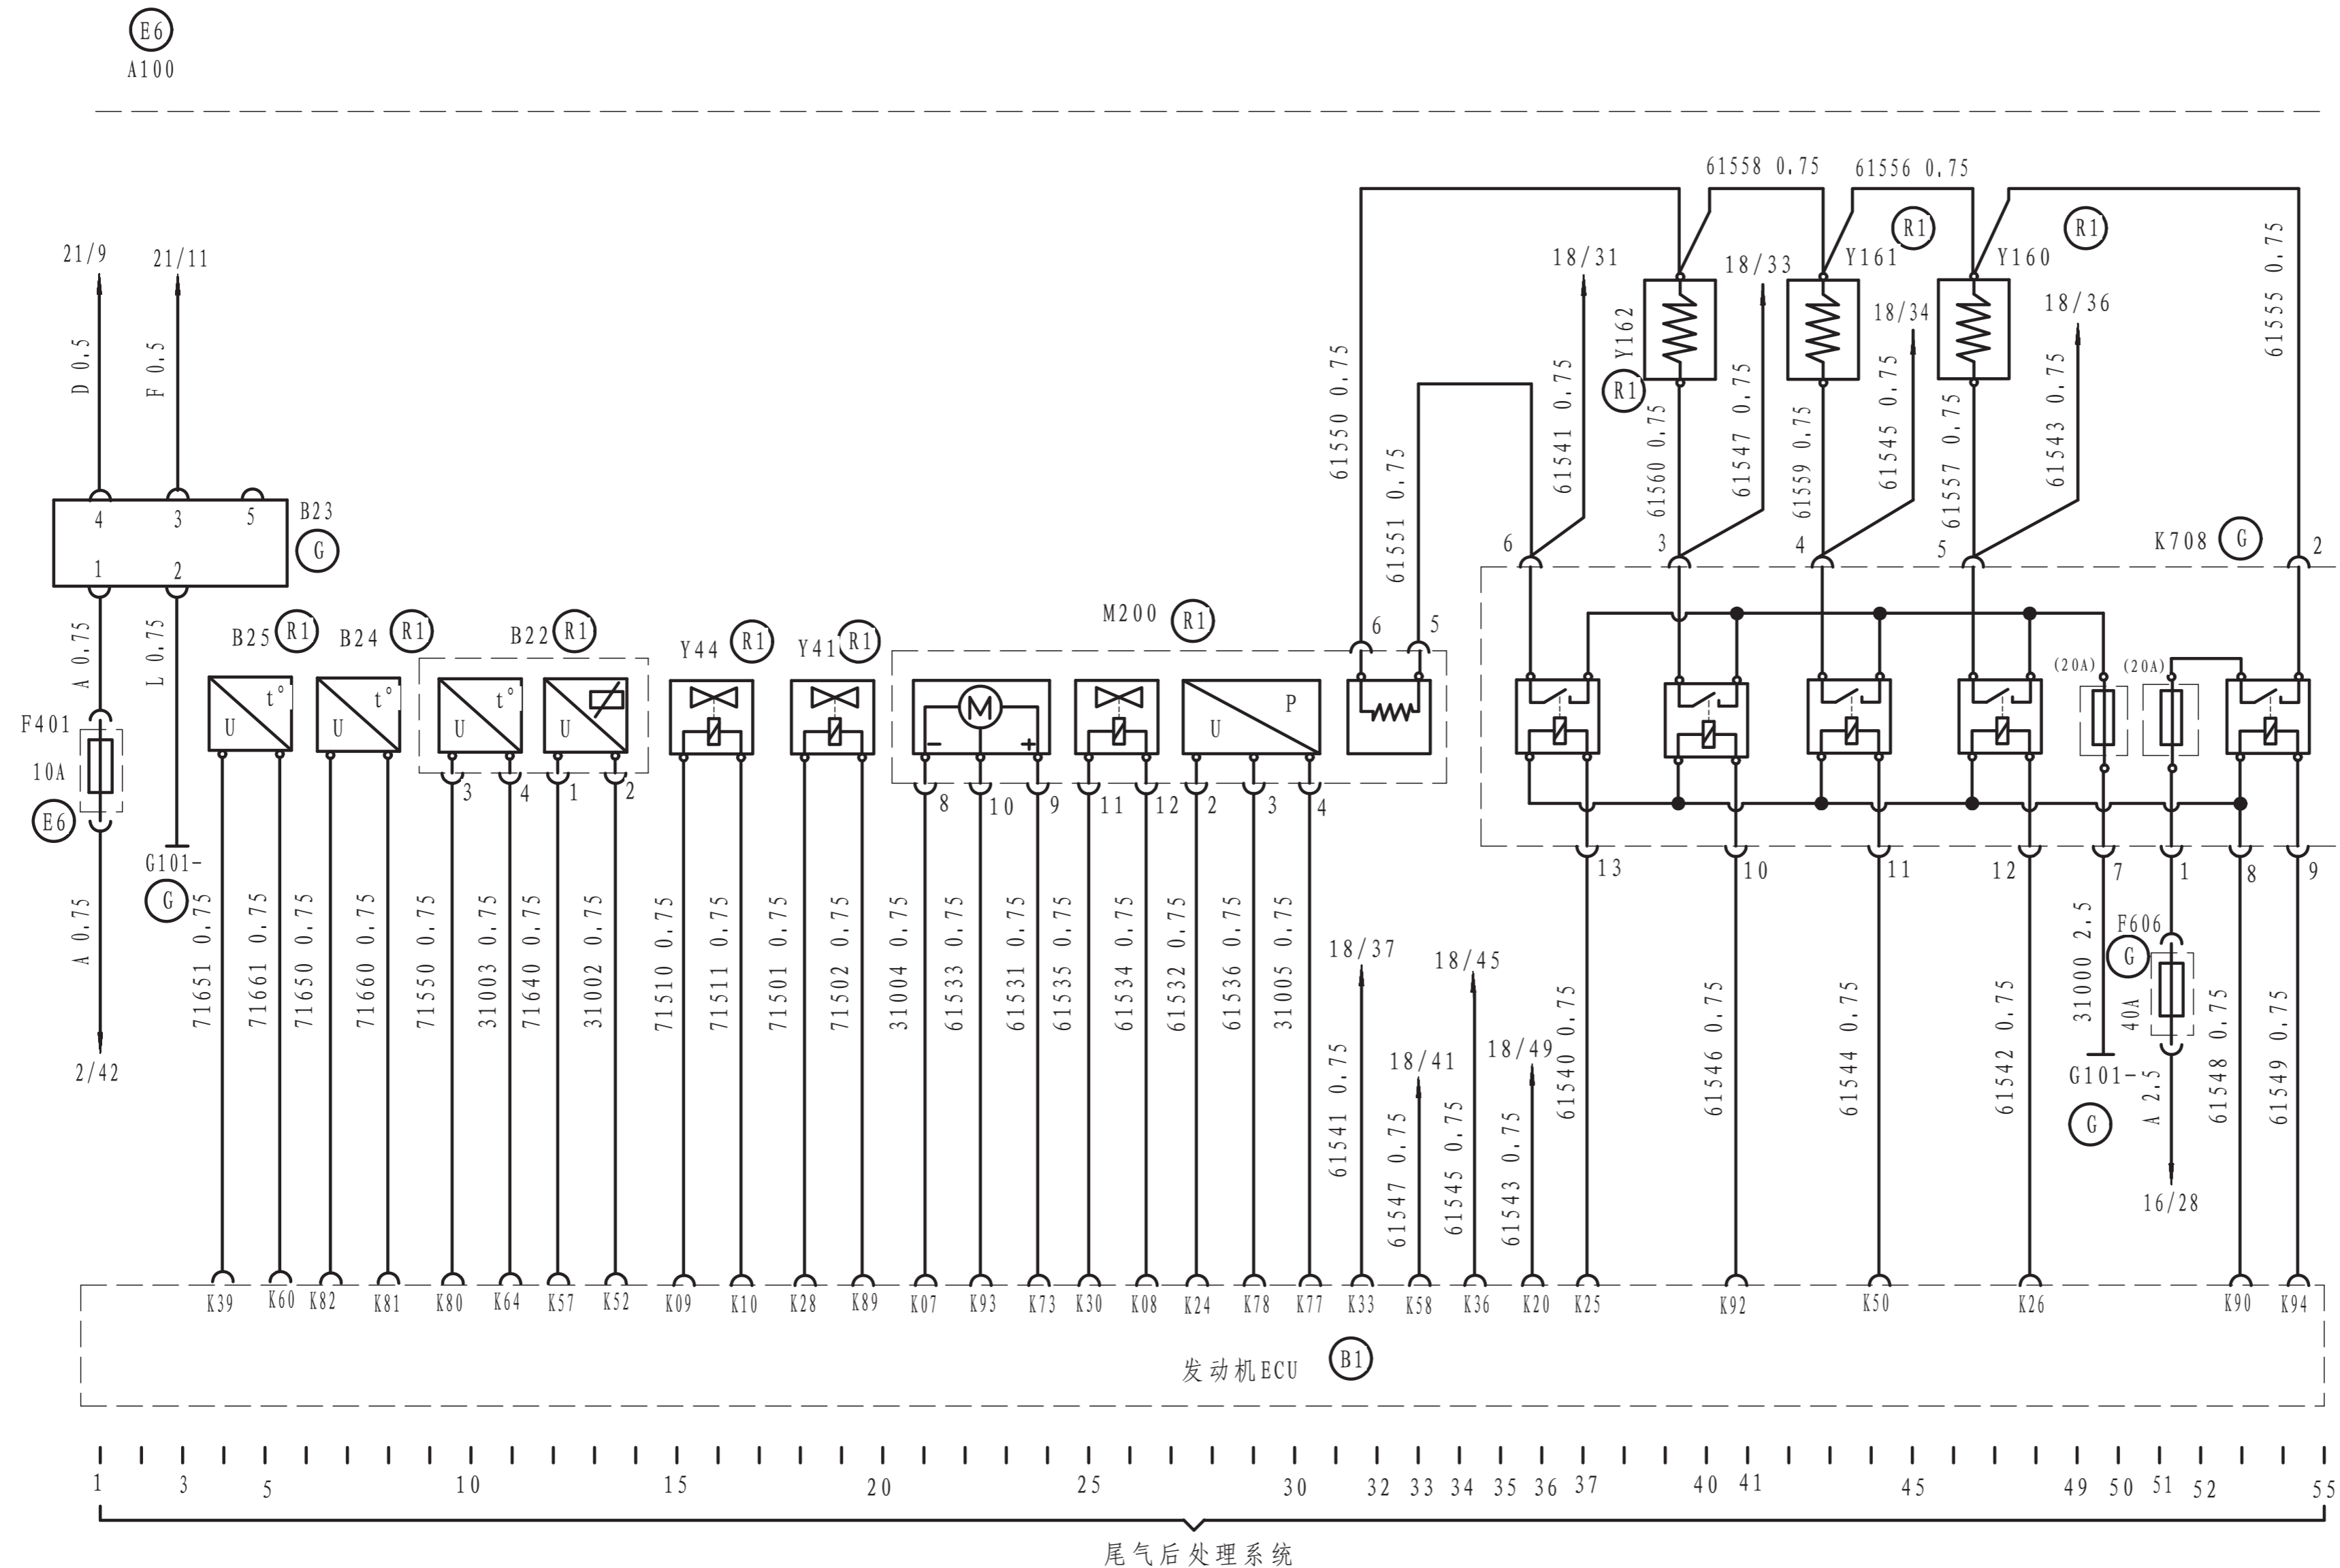 E6
A100
61558 0.75
61556 0.75
R1
R1
21/9
21/11
18/31
18/33
Y161
Y160
61555 0.75
18/34
18/36
D 0.5
F 0.5
61550 0.75
61551 0.75
61541 0.75
Y162
R1
61560 0.75
61547 0.75
61559 0.75
61545 0.75
61557 0.75
61543 0.75
4
3
5
B23
G
1
2
6
3
4
5
K708
G
2
A 0.75
L 0.75
B25
R1
B24
R1
B22
R1
Y44
R1
Y41
R1
M200
R1
6
5
(20A)
(20A)
F401
10A
E6
U
t°
U
t°
U
t°
U
M
−
+
U
P
3
4
1
2
8
10
9
11
12
2
3
4
G101-
G
13
10
11
12
7
1
8
9
A 0.75
71651 0.75
71661 0.75
71650 0.75
71660 0.75
71550 0.75
31003 0.75
71640 0.75
31002 0.75
71510 0.75
71511 0.75
71501 0.75
71502 0.75
31004 0.75
61533 0.75
61531 0.75
61535 0.75
61534 0.75
61532 0.75
61536 0.75
31005 0.75
18/37
18/45
18/41
18/49
61541 0.75
61547 0.75
61545 0.75
61543 0.75
61540 0.75
61546 0.75
61544 0.75
61542 0.75
31000 2.5
F606
G
40A
G101-
G
A 2.5
16/28
61548 0.75
61549 0.75
2/42
K39
K60
K82
K81
K80
K64
K57
K52
K09
K10
K28
K89
K07
K93
K73
K30
K08
K24
K78
K77
K33
K58
K36
K20
K25
K92
K50
K26
K90
K94
发动机ECU
B1
1 3 5 10 15 20 25 30 32 33 34 35 36 37 40 41 45 49 50 51 52 55
尾气后处理系统